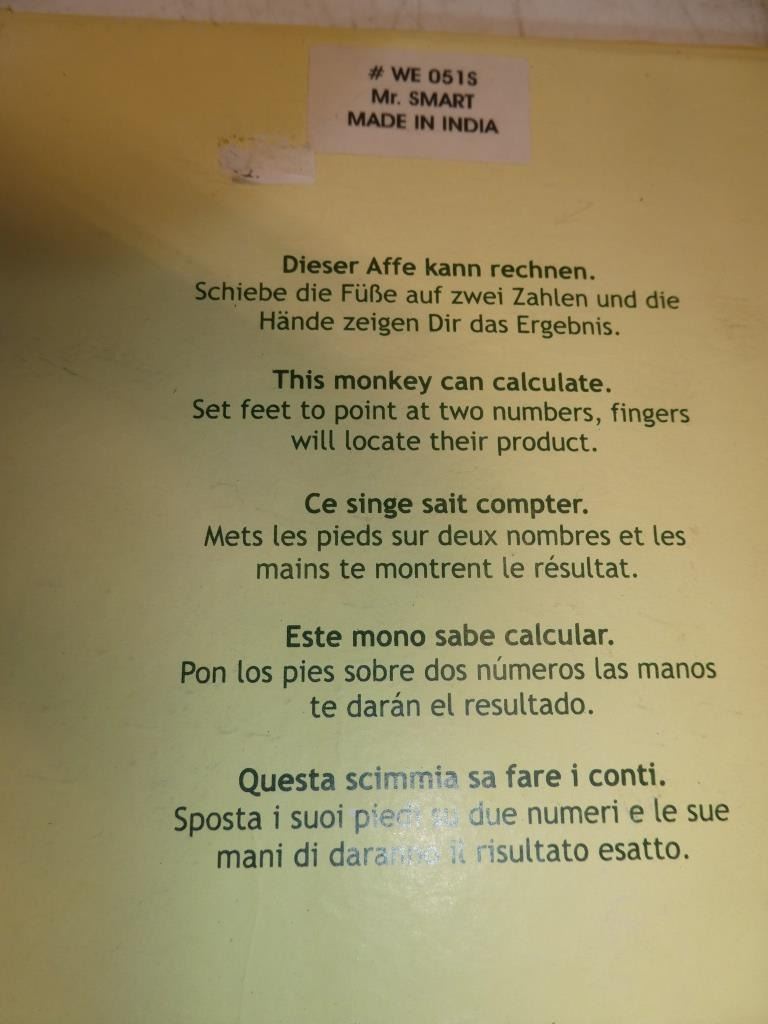 # WE 051S
Mr. SMART
MADE IN INDIA
Dieser Affe kann rechnen.
Schiebe die Füße auf zwei Zahlen und die
Hände zeigen Dir das Ergebnis.
This monkey can calculate.
Set feet to point at two numbers, fingers
will locate their product.
Ce singe sait compter.
Mets les pieds sur deux nombres et les
mains te montrent le résultat.
Este mono sabe calcular.
Pon los pies sobre dos números las manos
te darán el resultado.
Questa scimmia sa fare i conti.
Sposta i suoi piedi su due numeri e le sue
mani di daranno il risultato esatto.